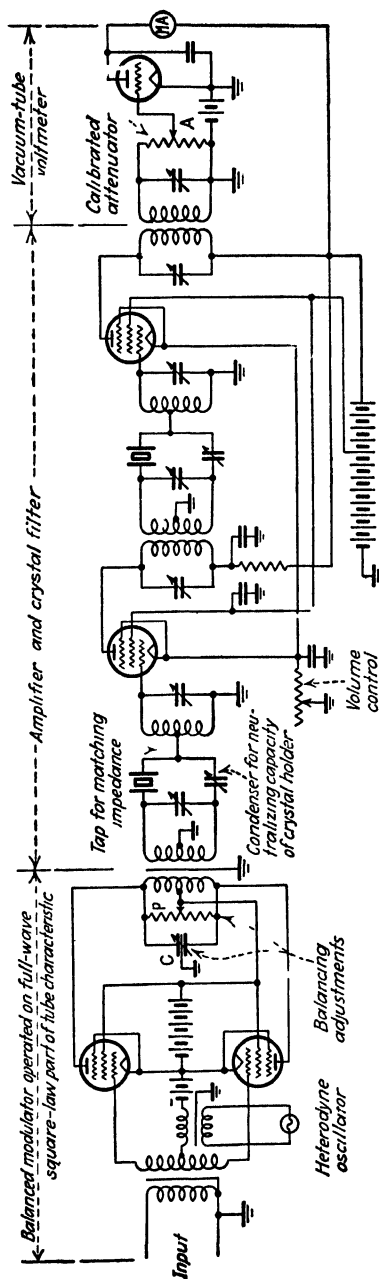 Balanced modulator operated on full-wave
square-law part of tube characteristic
Amplifier and crystal filter
Vacuum-tube
voltmeter
Input
Heterodyne
oscillator
C
P
Balancing
adjustments
Tap for matching
impedance
Y
Condenser for neu-
tralizing capacity
of crystal holder
Volume
control
Calibrated
attenuator
A
MA